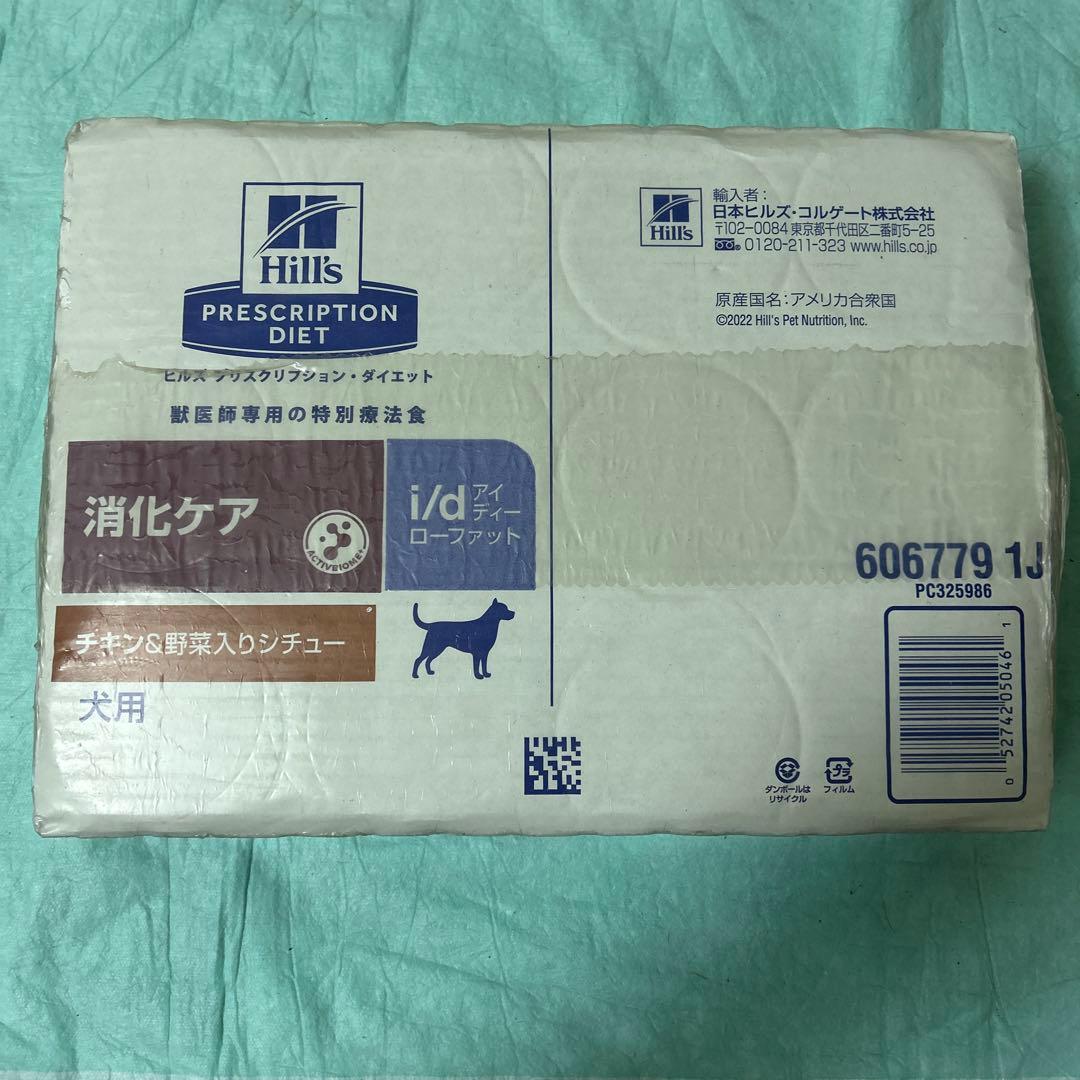 Hill's
PRESCRIPTION
DIET
ヒルズ プリスクリプション・ダイエット
獣医師専用の特別療法食
消化ケア
ACTIVBIOME+
i/d アイ
ディー
ローファット
チキン&野菜入りシチュー
犬用
Hill's
輸入者:
日本ヒルズ・コルゲート株式会社
〒102-0084 東京都千代田区二番町5-25
0120-211-323 www.hills.co.jp
原産国名:アメリカ合衆国
©2022 Hill's Pet Nutrition, Inc.
606779 1J
PC325986
0 52742 05046 1
ダンボールは
リサイクル
プラ
フィルム